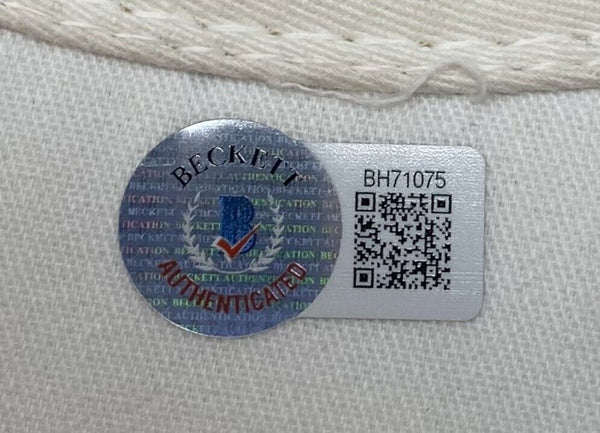 BECKETT
B
AUTHENTICATED
BH71075